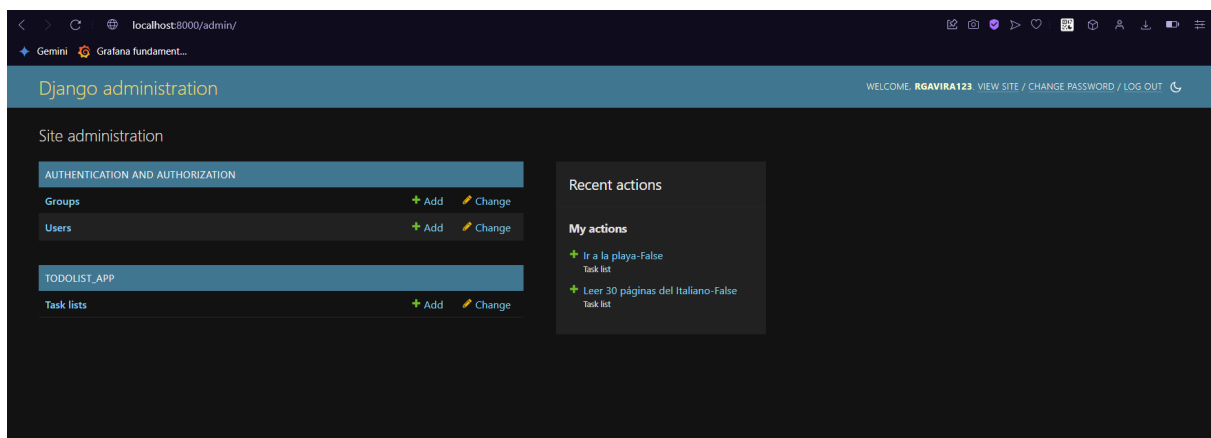 localhost:8000/admin/
Gemini Grafana fundament...
Django administration
WELCOME, RGAVIRA123. VIEW SITE / CHANGE PASSWORD / LOG OUT
Site administration
AUTHENTICATION AND AUTHORIZATION
Groups Add Change
Users Add Change
TODOLIST_APP
Task lists Add Change
Recent actions
My actions
Ir a la playa-False
Task list
Leer 30 páginas del Italiano-False
Task list